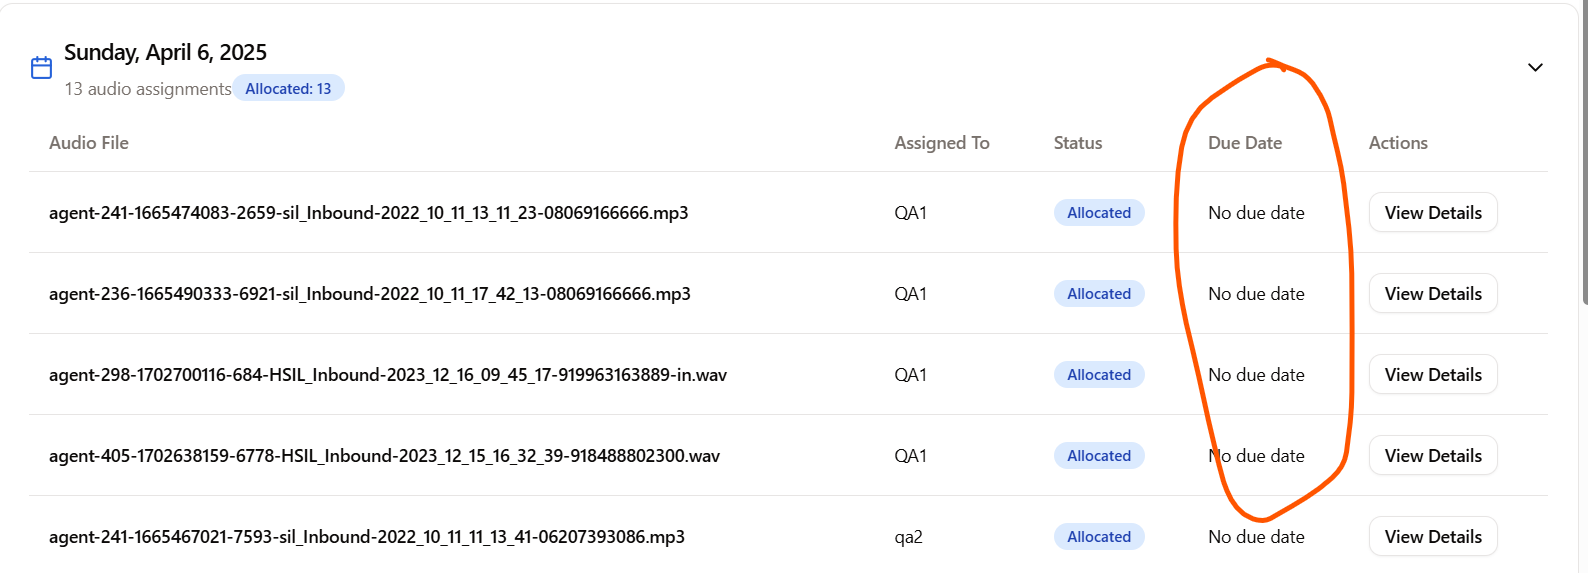 Sunday, April 6, 2025
13 audio assignments Allocated: 13
Audio File Assigned To Status Due Date Actions
agent-241-1665474083-2659-sil_Inbound-2022_10_11_13_11_23-08069166666.mp3 QA1 Allocated No due date View Details
agent-236-1665490333-6921-sil_Inbound-2022_10_11_17_42_13-08069166666.mp3 QA1 Allocated No due date View Details
agent-298-1702700116-684-HSIL_Inbound-2023_12_16_09_45_17-919963163889-in.wav QA1 Allocated No due date View Details
agent-405-1702638159-6778-HSIL_Inbound-2023_12_15_16_32_39-918488802300.wav QA1 Allocated No due date View Details
agent-241-1665467021-7593-sil_Inbound-2022_10_11_11_13_41-06207393086.mp3 qa2 Allocated No due date View Details